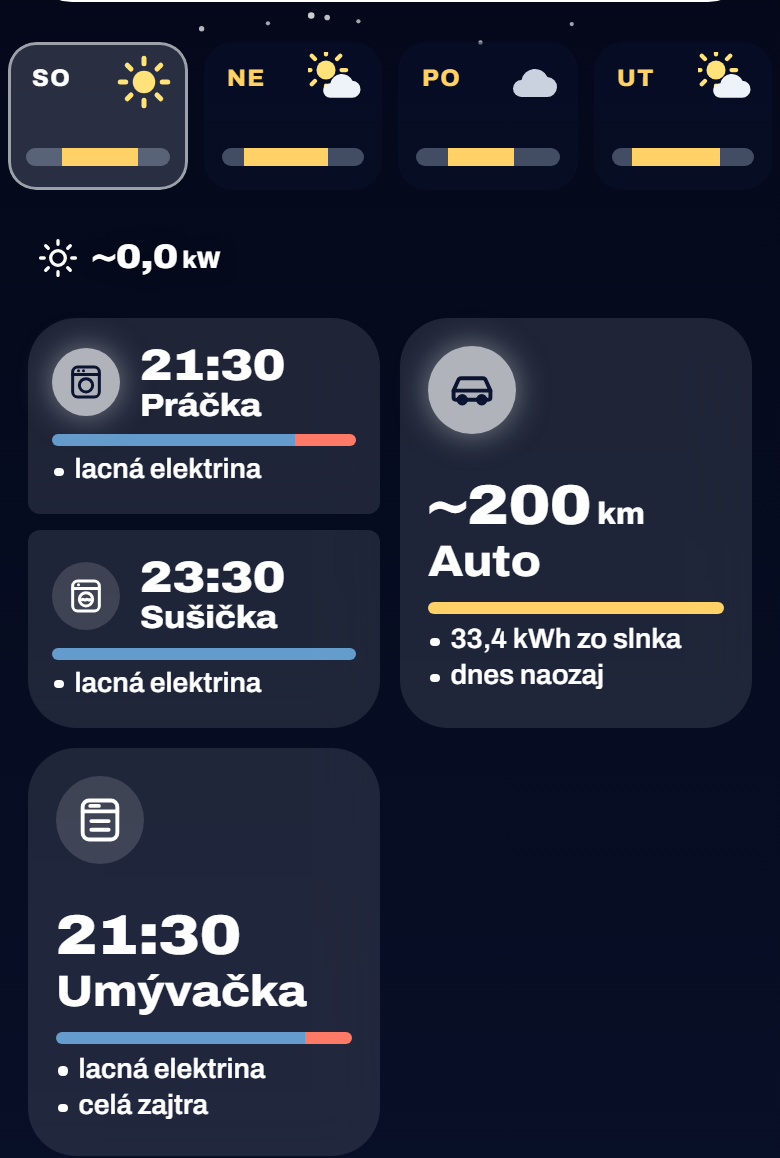 SO
NE
PO
UT
~0,0 kW
21:30
Práčka
• lacná elektrina
23:30
Sušička
• lacná elektrina
~200 km
Auto
• 33,4 kWh zo slnka
• dnes naozaj
21:30
Umývačka
• lacná elektrina
• celá zajtra